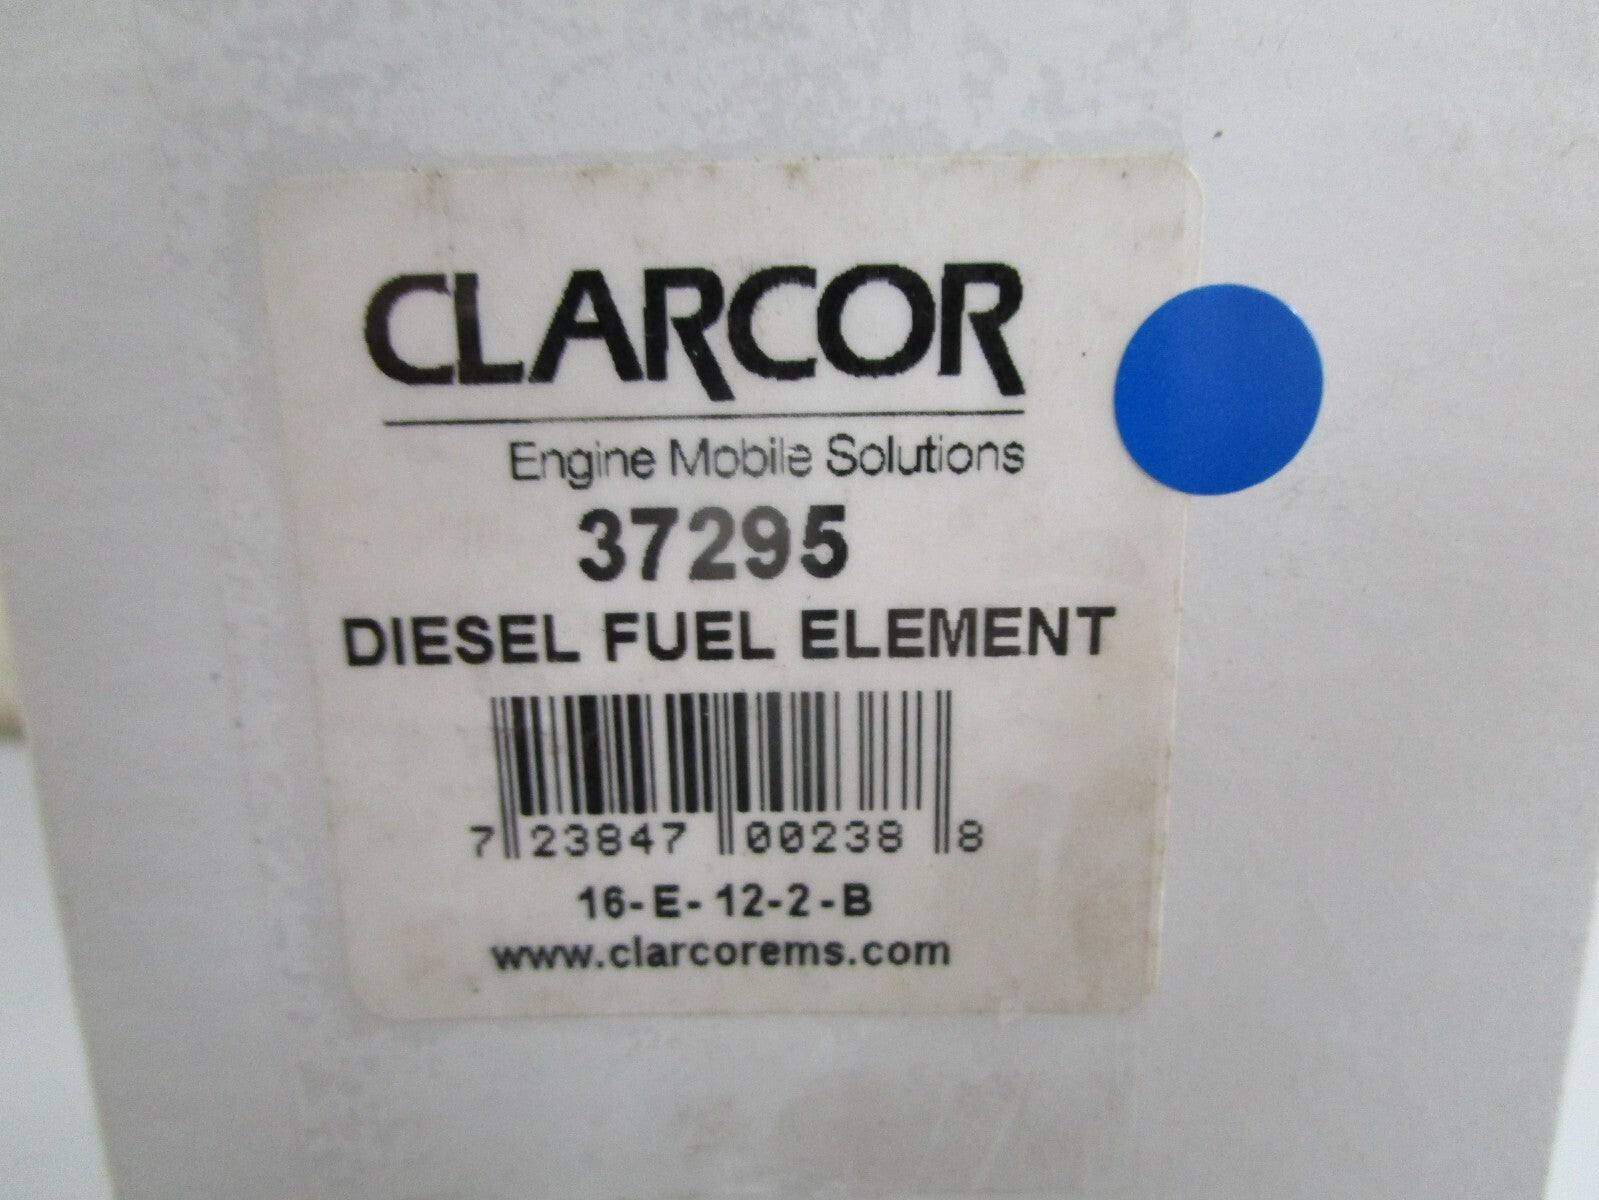 CLARCOR
Engine Mobile Solutions
37295
DIESEL FUEL ELEMENT
7 23847 00238 8
16-E-12-2-B
www.clarcorems.com